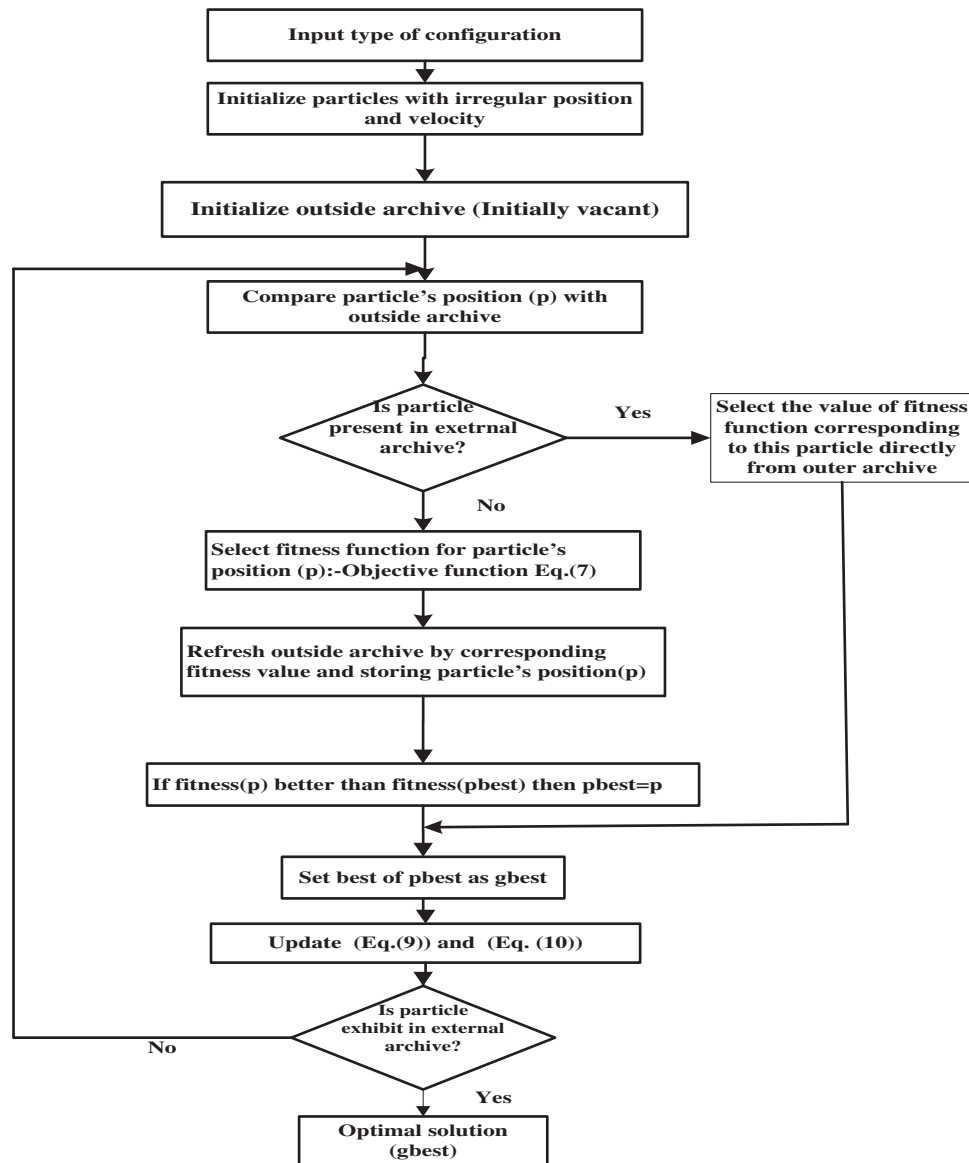 Input type of configuration
Initialize particles with irregular position
and velocity
Initialize outside archive (Initially vacant)
Compare particle's position (p) with
outside archive
Is particle
present in exetrnal
archive?
Yes
Select the value of fitness
function corresponding
to this particle directly
from outer archive
No
Select fitness function for particle's
position (p):-Objective function Eq.(7)
Refresh outside archive by corresponding
fitness value and storing particle's position(p)
If fitness(p) better than fitness(pbest) then pbest=p
Set best of pbest as gbest
Update (Eq.(9)) and (Eq. (10))
Is particle
exhibit in external
archive?
No
Yes
Optimal solution
(gbest)